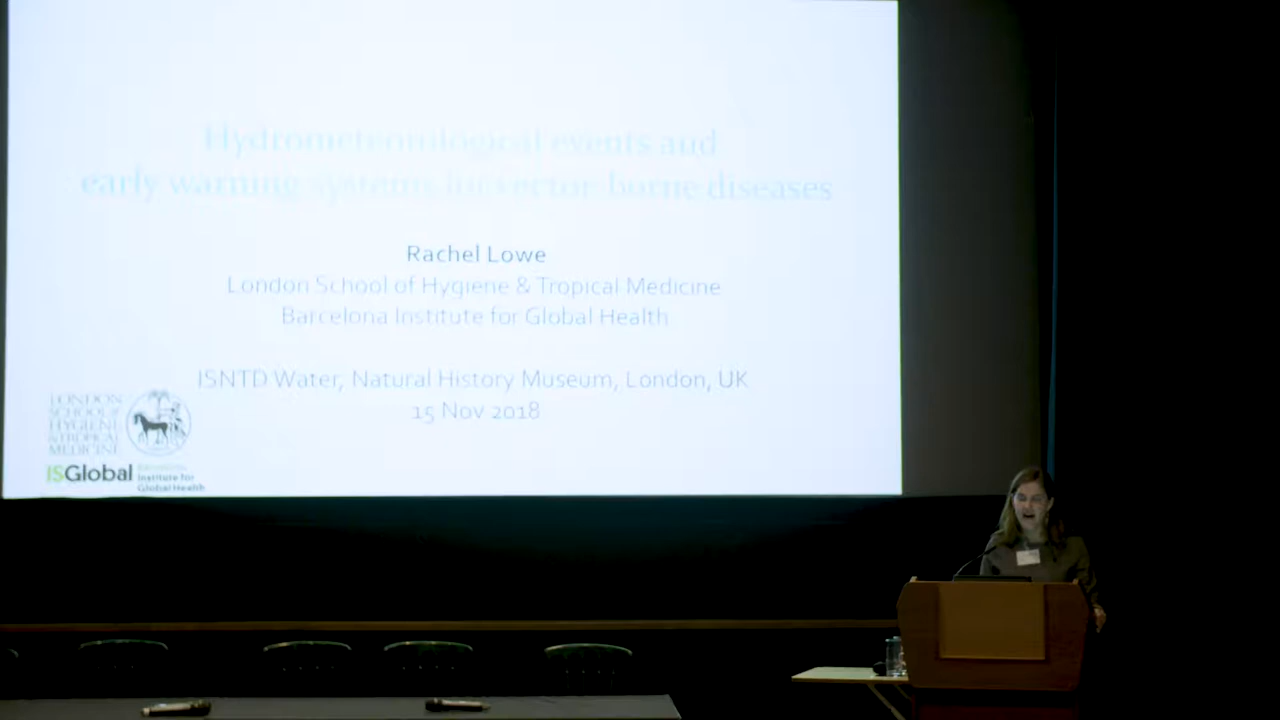 Hydrometeorological events and
early warning systems for vector-borne diseases
Rachel Lowe
London School of Hygiene & Tropical Medicine
Barcelona Institute for Global Health
ISNTD Water, Natural History Museum, London, UK
15 Nov 2018
LONDON
SCHOOL of
HYGIENE
& TROPICAL
MEDICINE
ISGlobal
Barcelona
Institute for
Global Health